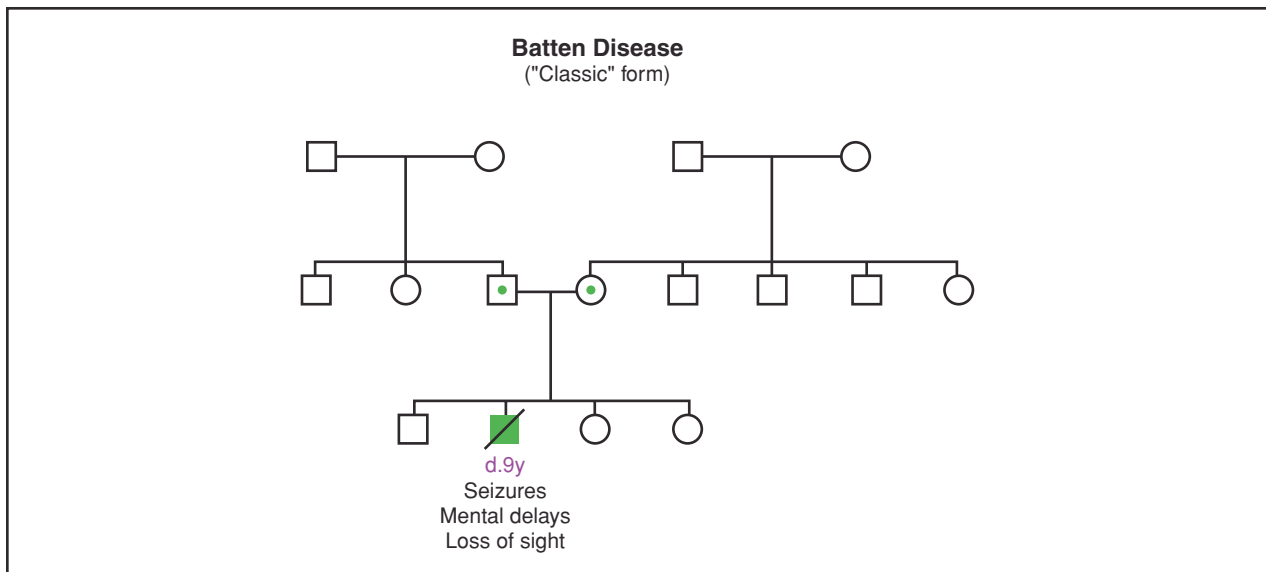 Batten Disease
("Classic" form)
d.9y
Seizures
Mental delays
Loss of sight